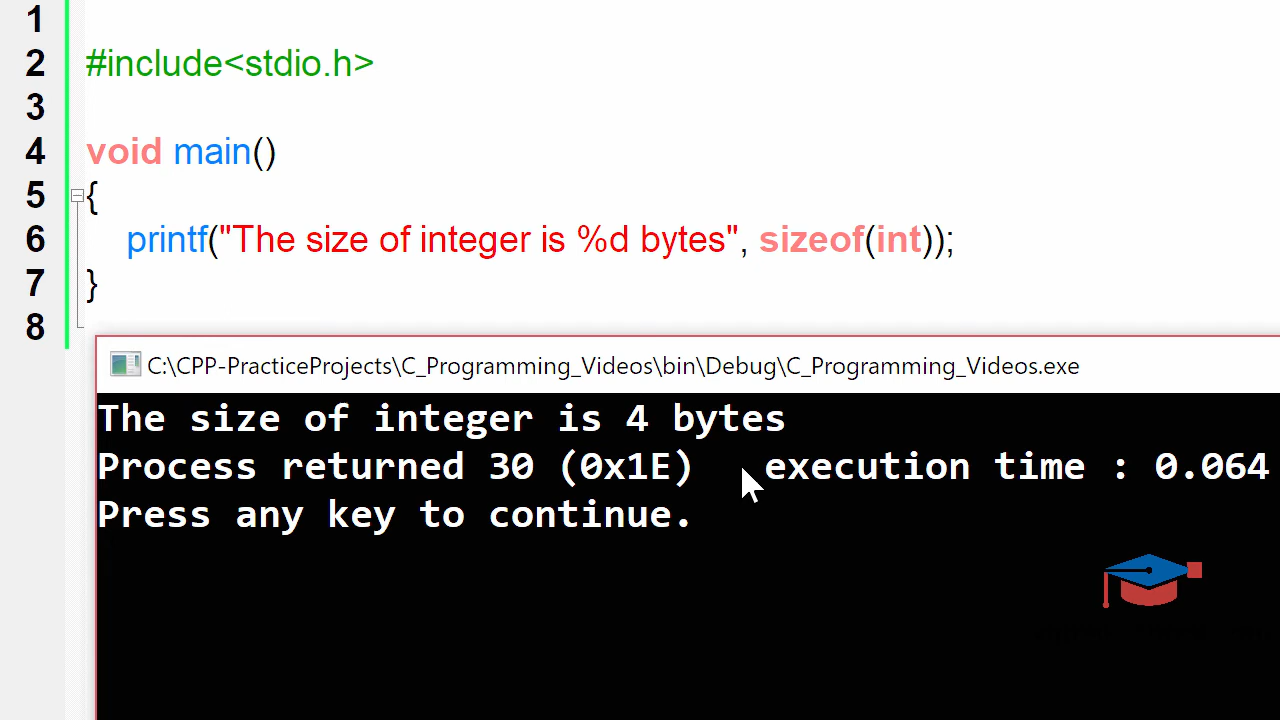 1
2 #include<stdio.h>
3
4 void main()
5 {
6 printf("The size of integer is %d bytes", sizeof(int));
7 }
8
C:\CPP-PracticeProjects\C_Programming_Videos\bin\Debug\C_Programming_Videos.exe
The size of integer is 4 bytes
Process returned 30 (0x1E) execution time : 0.064
Press any key to continue.